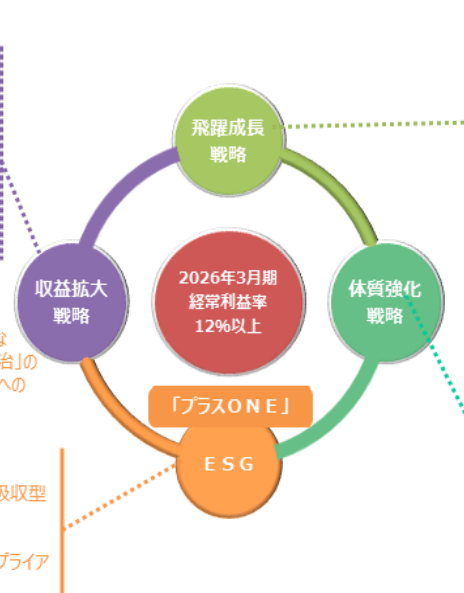 飛躍成長
戦略
収益拡大
戦略
2026年3月期
経常利益率
12%以上
体質強化
戦略
な
治」の
への
「プラスONE」
ESG
吸収型
プライア